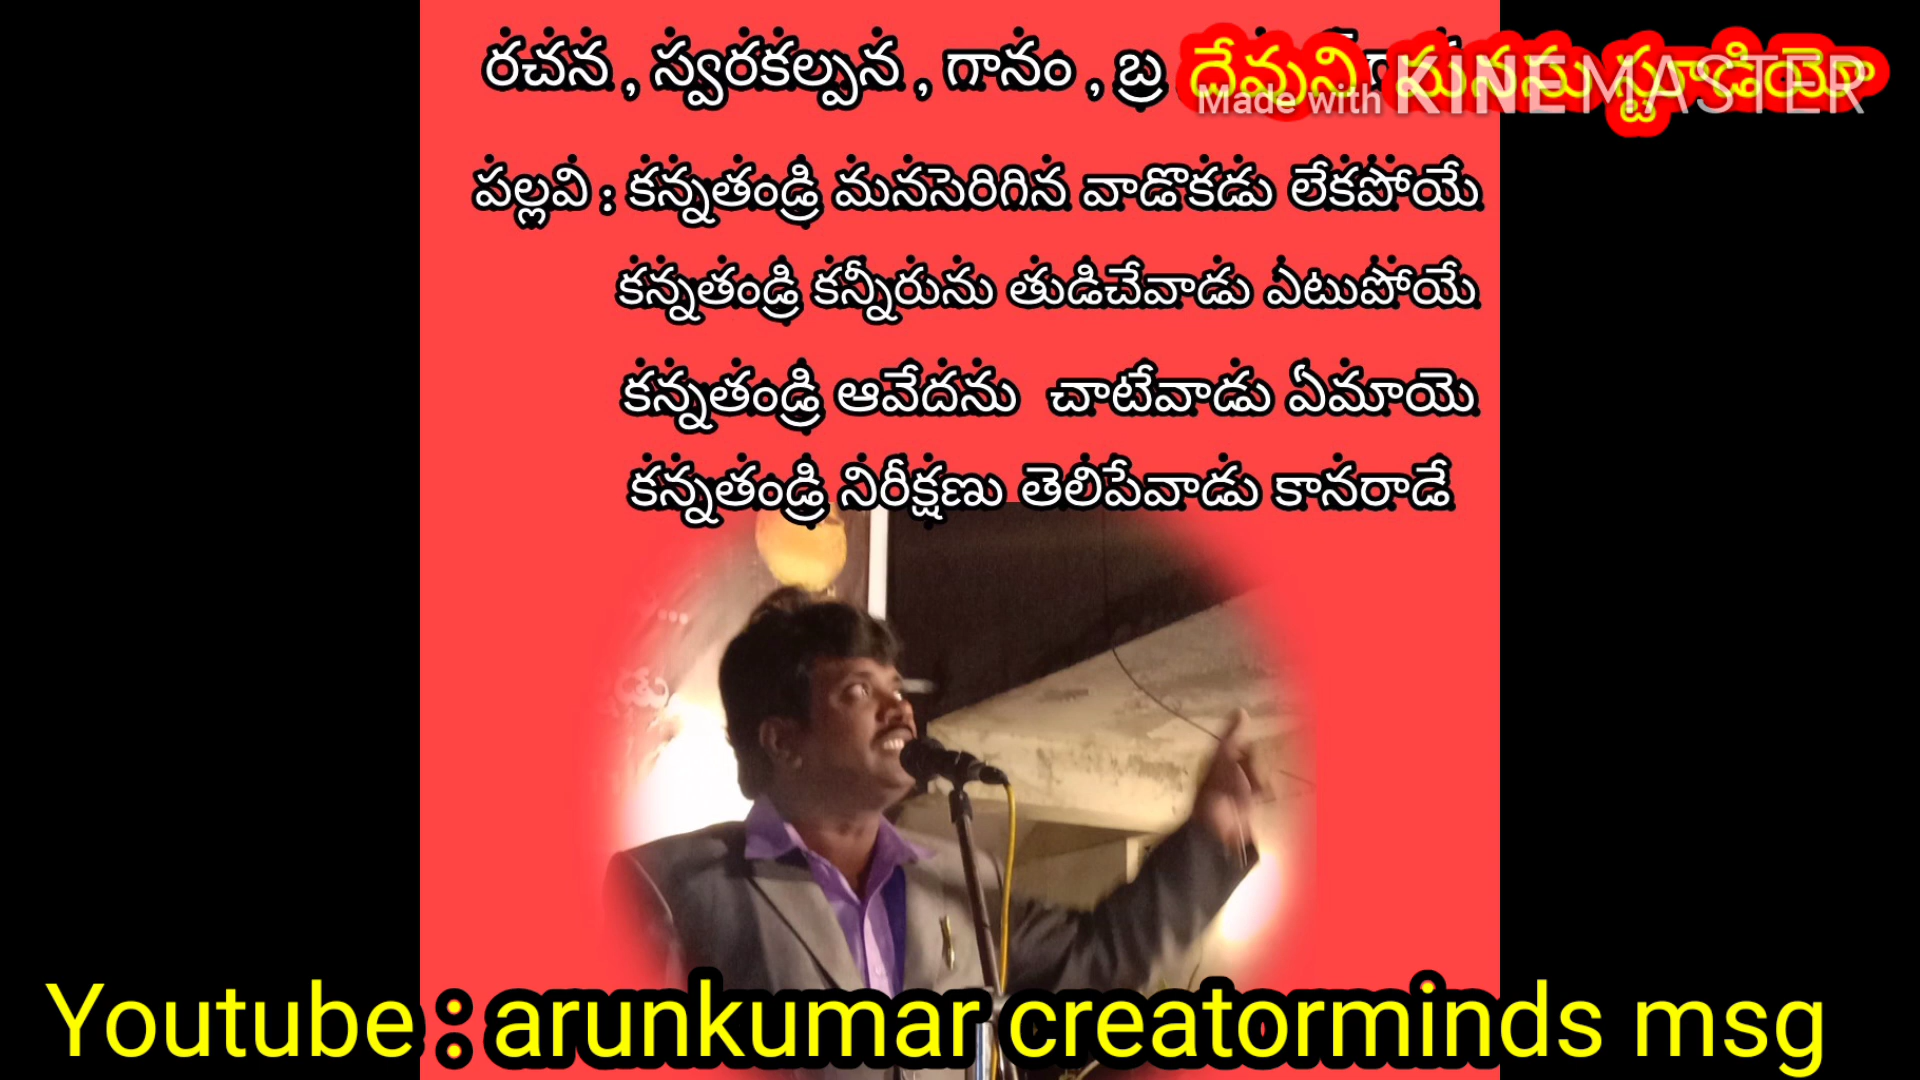 రచన , స్వరకల్పన , గానం , బ్ర
దేవుని మనను స్టూడియో
Made with KINEMASTER
పల్లవి : కన్నతండ్రి మనసెరిగిన వాడొకడు లేకపోయే
కన్నతండ్రి కన్నీరును తుడిచేవాడు ఎటుపోయే
కన్నతండ్రి ఆవేదను చాటేవాడు ఏమాయె
కన్నతండ్రి నిరీక్షణు తెలిపేవాడు కానరాడే
Youtube : arunkumar creatorminds msg